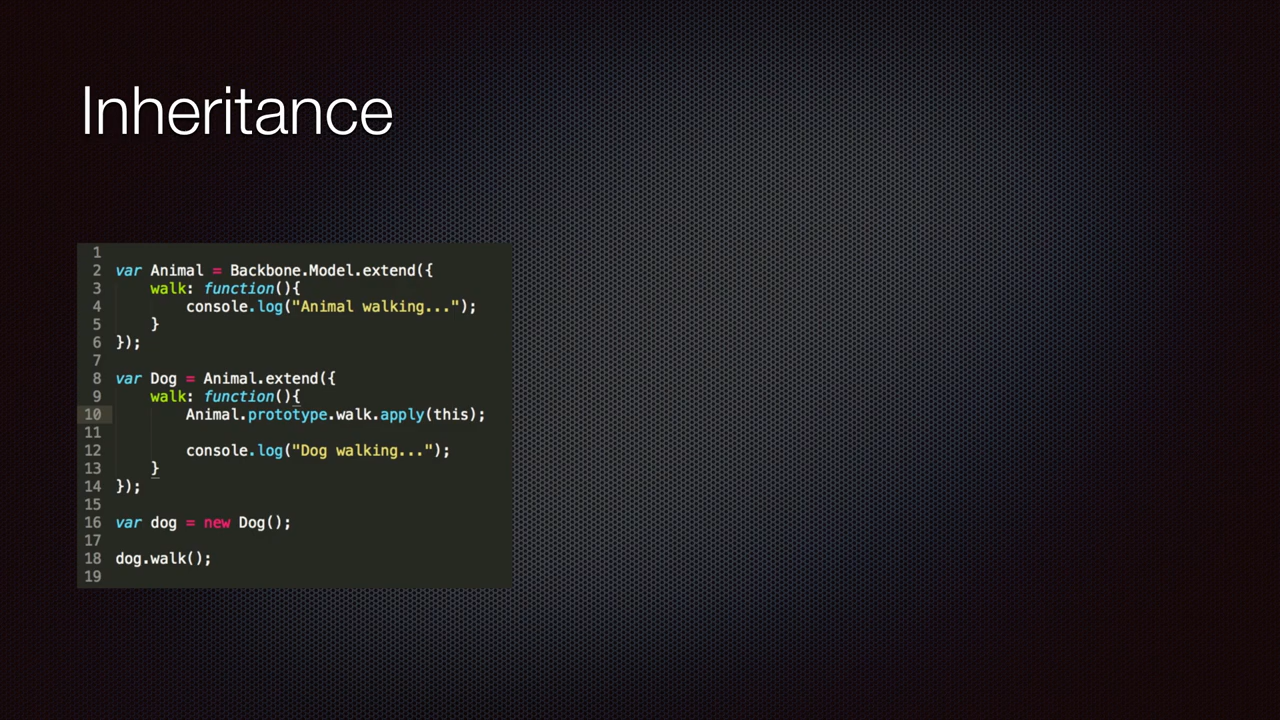 Inheritance
1
2 var Animal = Backbone.Model.extend({
3 walk: function(){
4 console.log("Animal walking...");
5 }
6 });
7
8 var Dog = Animal.extend({
9 walk: function(){
10 Animal.prototype.walk.apply(this);
11
12 console.log("Dog walking...");
13 }
14 });
15
16 var dog = new Dog();
17
18 dog.walk();
19